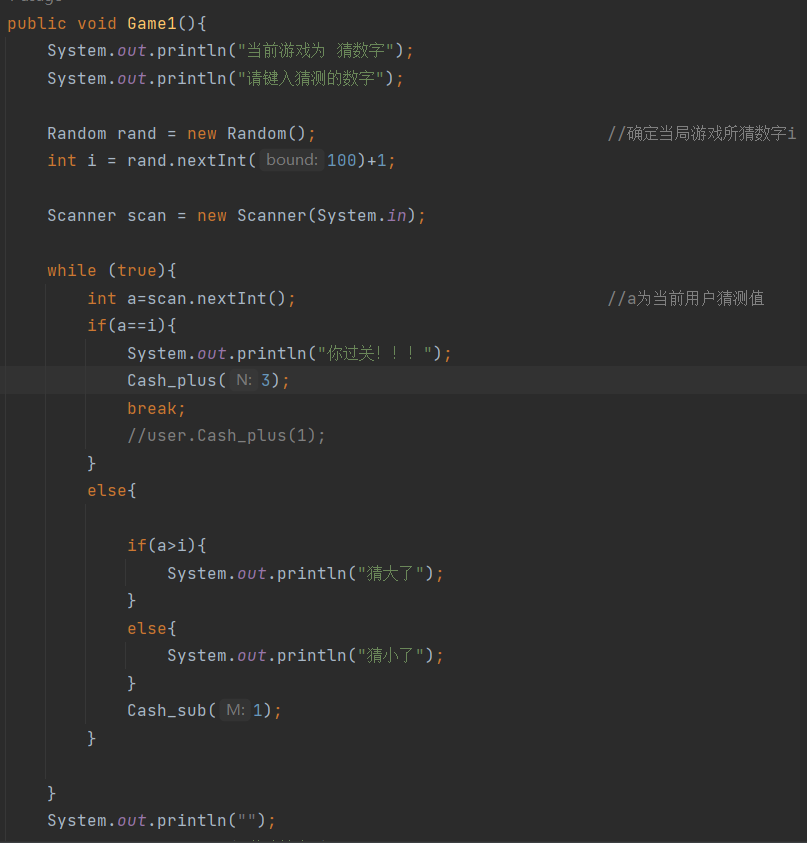 public void Game1(){
System.out.println("当前游戏为 猜数字");
System.out.println("请键入猜测的数字");
Random rand = new Random(); //确定当局游戏所猜数字i
int i = rand.nextInt( bound: 100)+1;
Scanner scan = new Scanner(System.in);
while (true){
int a=scan.nextInt(); //a为当前用户猜测值
if(a==i){
System.out.println("你过关！！！");
Cash_plus( N: 3);
break;
//user.Cash_plus(1);
}
else{
if(a>i){
System.out.println("猜大了");
}
else{
System.out.println("猜小了");
}
Cash_sub( M: 1);
}
}
System.out.println("");